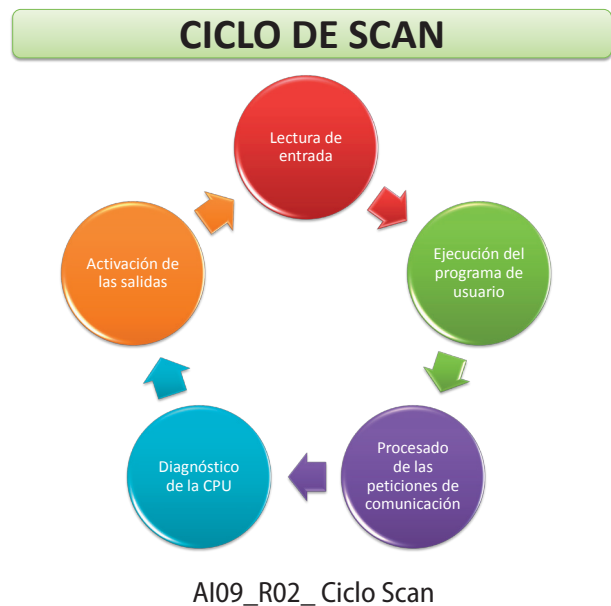 CICLO DE SCAN
Lectura de
entrada
Ejecución del
programa de
usuario
Procesado
de las
peticiones de
comunicación
Diagnóstico
de la CPU
Activación de
las salidas
AI09_R02_ Ciclo Scan